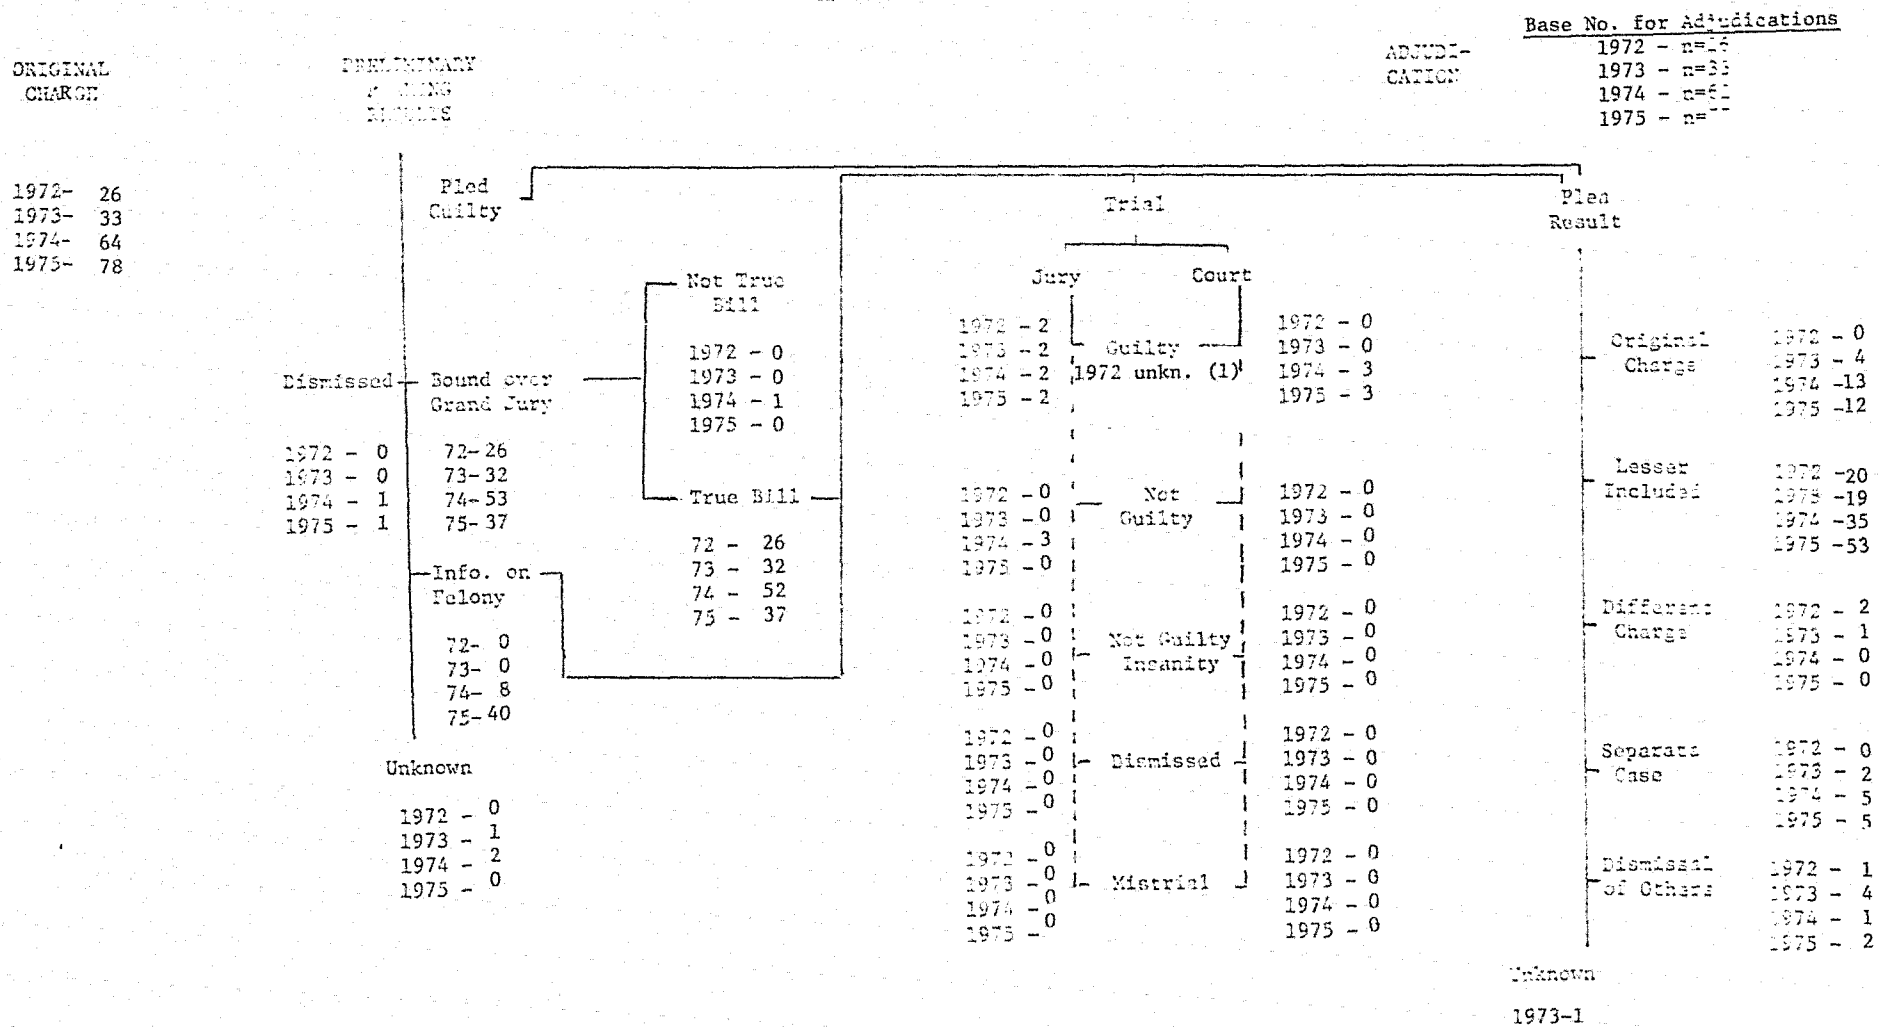 Base No. for Adjudications
1972 - n=26
1973 - n=33
1974 - n=61
1975 - n=
ADJUDI-
CATION
ORIGINAL
CHARGE
PRELIMINARY
RESULTS
1972- 26
1973- 33
1974- 64
1975- 78
Pled
Guilty
Trial
Plea
Result
Jury
Court
Not True
Bill
1972 - 0
1973 - 0
1974 - 1
1975 - 0
Dismissed
1972 - 0
1973 - 0
1974 - 1
1975 - 1
Bound over
Grand Jury
72-26
73-32
74-53
75-37
True Bill
72 - 26
73 - 32
74 - 52
75 - 37
Info. on
Felony
72- 0
73- 0
74- 8
75-40
Unknown
1972 - 0
1973 - 1
1974 - 2
1975 - 0
1972 - 2
1973 - 2
1974 - 2
1975 - 2
Guilty
1972 unkn. (1)
1972 - 0
1973 - 0
1974 - 3
1975 - 3
1972 - 0
1973 - 0
1974 - 3
1975 - 0
Not
Guilty
1972 - 0
1973 - 0
1974 - 0
1975 - 0
1972 - 0
1973 - 0
1974 - 0
1975 - 0
Not Guilty
Insanity
1972 - 0
1973 - 0
1974 - 0
1975 - 0
1972 - 0
1973 - 0
1974 - 0
1975 - 0
Dismissed
1972 - 0
1973 - 0
1974 - 0
1975 - 0
1972 - 0
1973 - 0
1974 - 0
1975 - 0
Mistrial
1972 - 0
1973 - 0
1974 - 0
1975 - 0
Original
Charge
1972 - 0
1973 - 4
1974 -13
1975 -12
Lesser
Included
1972 -20
1973 -19
1974 -35
1975 -53
Different
Charge
1972 - 2
1973 - 1
1974 - 0
1975 - 0
Separate
Case
1972 - 0
1973 - 2
1974 - 5
1975 - 5
Dismissal
of Others
1972 - 1
1973 - 4
1974 - 1
1975 - 2
Unknown
1973-1